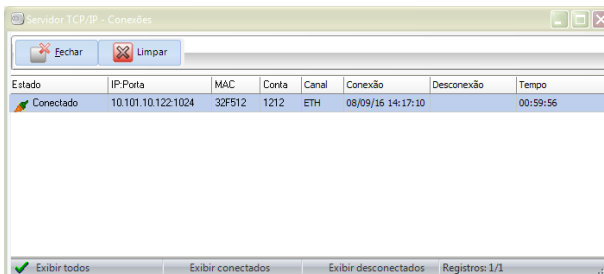 Servidor TCP/IP - Conexões
Fechar Limpar
Estado IP:Porta MAC Conta Canal Conexão Desconexão Tempo
Conectado 10.101.10.122:1024 32F512 1212 ETH 08/09/16 14:17:10 00:59:56
Exibir todos Exibir conectados Exibir desconectados Registros: 1/1